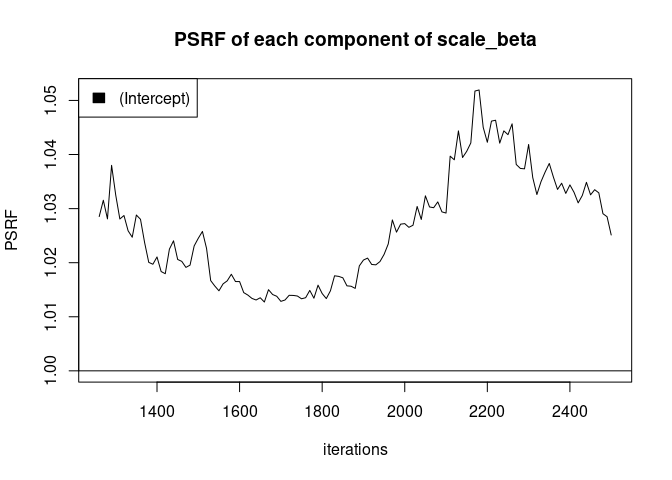 PSRF of each component of scale_beta
(Intercept)
PSRF
1.05
1.04
1.03
1.02
1.01
1.00
1400 1600 1800 2000 2200 2400
iterations